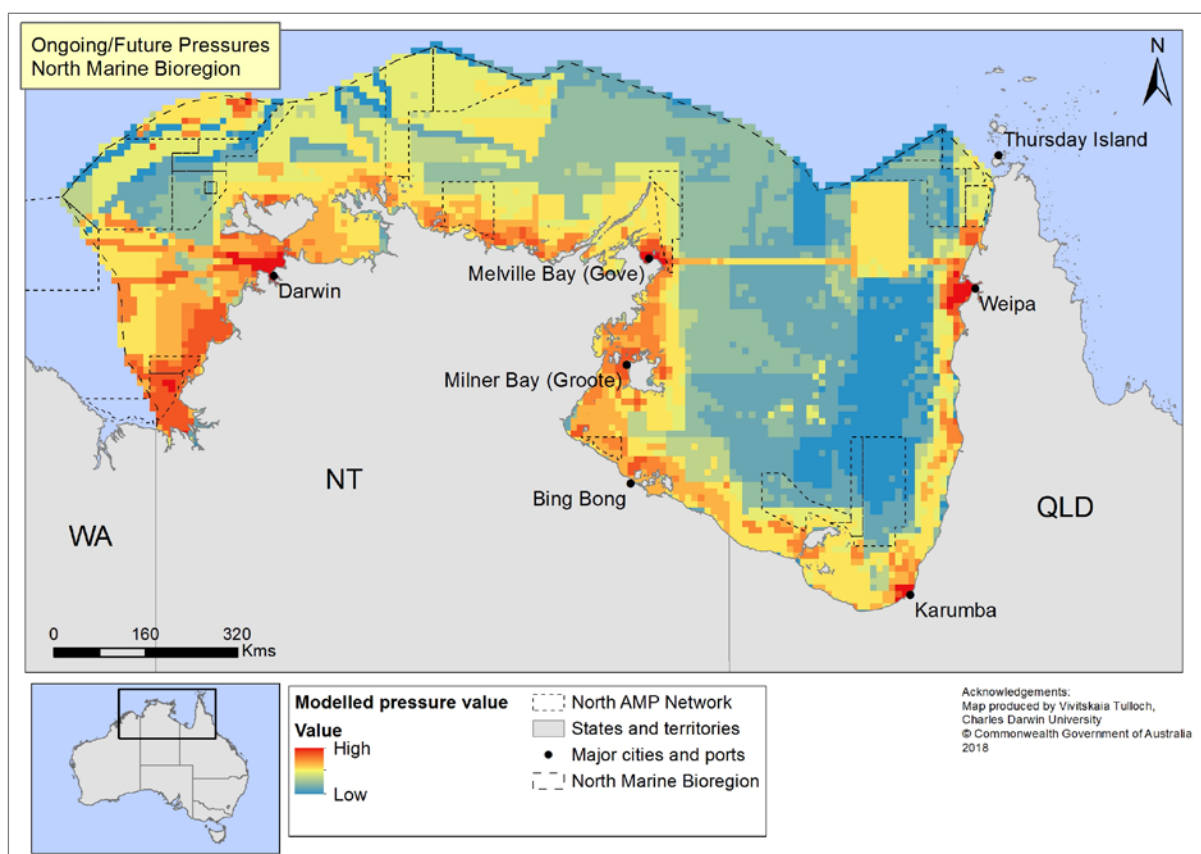 Ongoing/Future Pressures
North Marine Bioregion
N
Thursday Island
Melville Bay (Gove)
Darwin
Weipa
Milner Bay (Groote)
NT
Bing Bong
QLD
WA
Karumba
0 160 320
Kms
Modelled pressure value
Value
High
Low
North AMP Network
States and territories
Major cities and ports
North Marine Bioregion
Acknowledgements:
Map produced by Vivitskaia Tulloch,
Charles Darwin University
© Commonwealth Government of Australia
2018